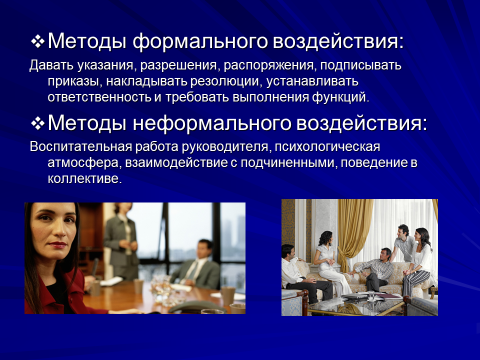 ❖Методы формального воздействия:
Давать указания, разрешения, распоряжения, подписывать
приказы, накладывать резолюции, устанавливать
ответственность и требовать выполнения функций.
❖Методы неформального воздействия:
Воспитательная работа руководителя, психологическая
атмосфера, взаимодействие с подчиненными, поведение в
коллективе.